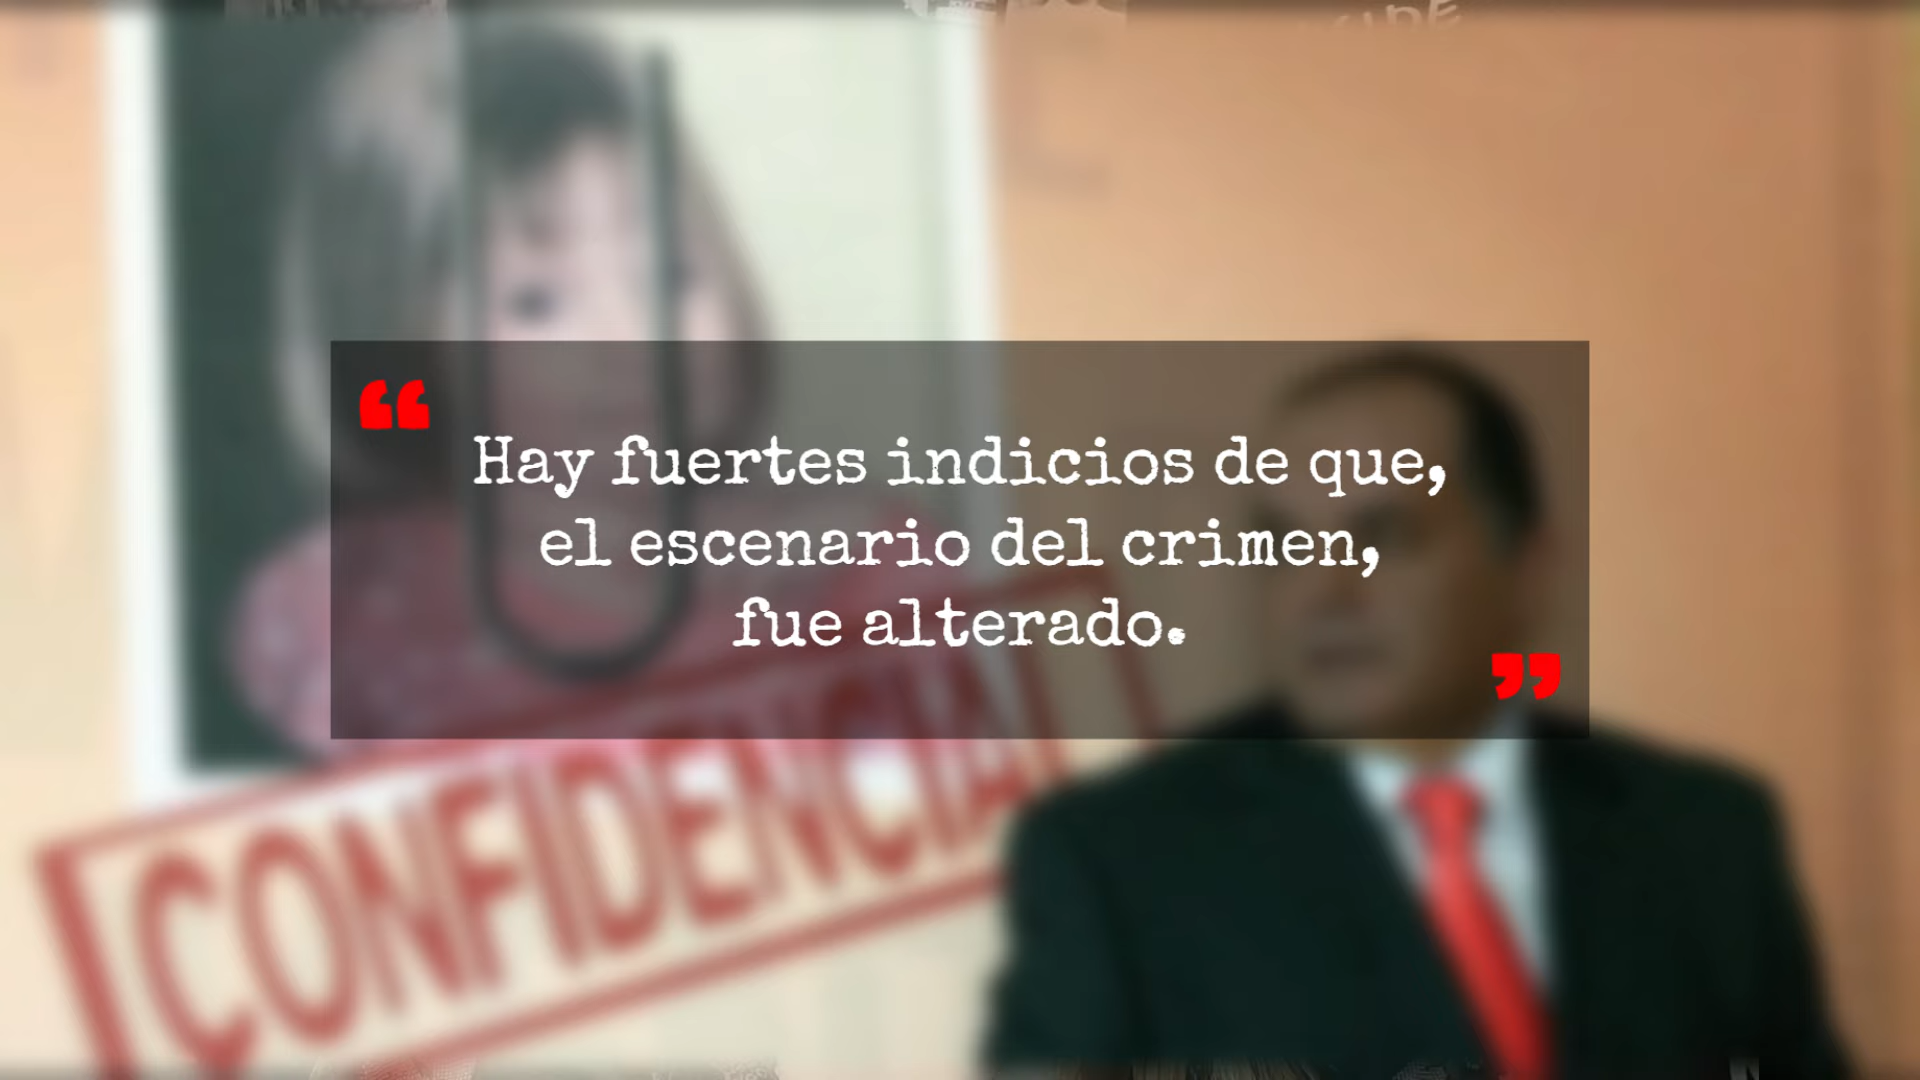 “
Hay fuertes indicios de que,
el escenario del crimen,
fue alterado.
”
CONFIDENCIAL